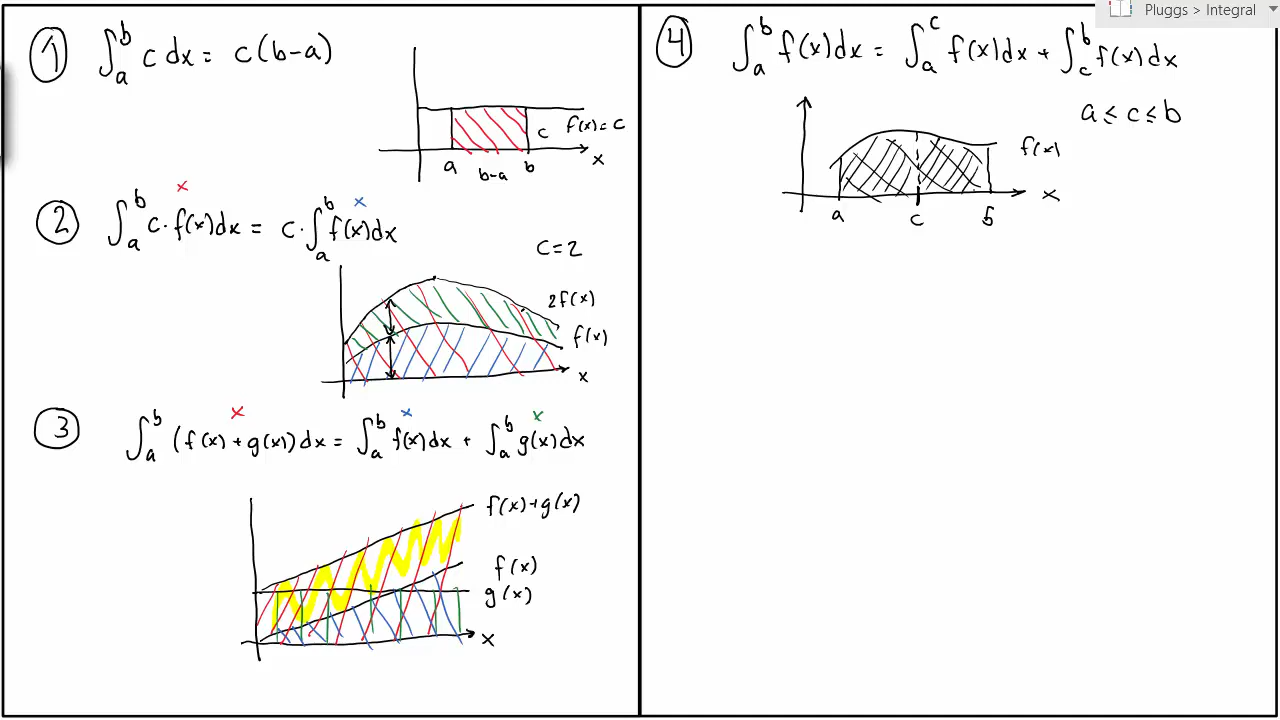 Pluggs > Integral
1 ∫_a^b c dx = c(b-a)
c f(x)=c
a b-a b x
2 ∫_a^b c·f(x)dx = c·∫_a^b f(x)dx
x x
c=2
2f(x)
f(x)
x
3 ∫_a^b (f(x)+g(x))dx = ∫_a^b f(x)dx + ∫_a^b g(x)dx
x x x
f(x)+g(x)
f(x)
g(x)
x
4 ∫_a^b f(x)dx = ∫_a^c f(x)dx + ∫_c^b f(x)dx
a ≤ c ≤ b
f(x)
x
a c b